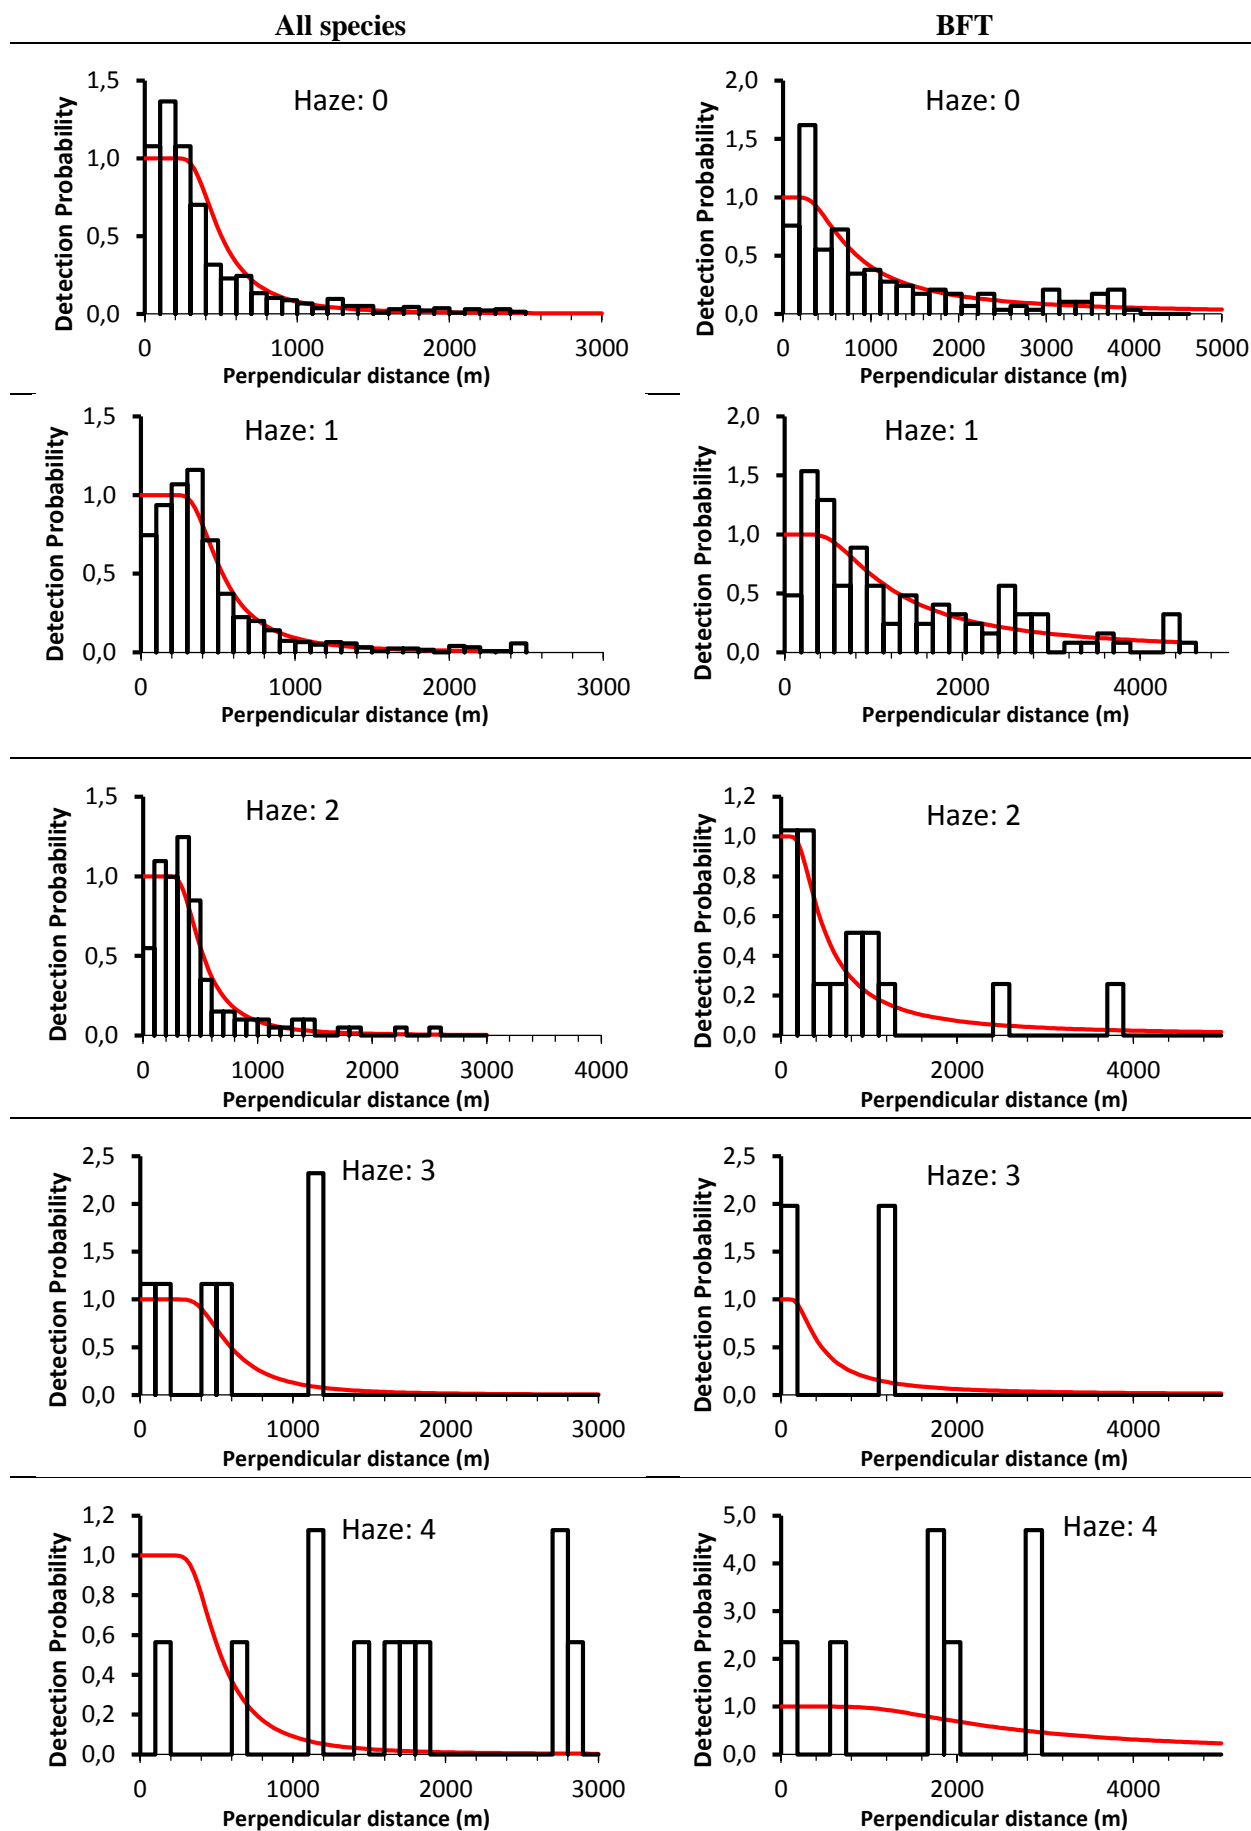 All species BFT
Haze: 0
Detection Probability
1,5
1,0
0,5
0,0
0 1000 2000 3000
Perpendicular distance (m)
Haze: 0
Detection Probability
2,0
1,5
1,0
0,5
0,0
0 1000 2000 3000 4000 5000
Perpendicular distance (m)
Haze: 1
Detection Probability
1,5
1,0
0,5
0,0
0 1000 2000 3000
Perpendicular distance (m)
Haze: 1
Detection Probability
2,0
1,5
1,0
0,5
0,0
0 2000 4000
Perpendicular distance (m)
Haze: 2
Detection Probability
1,5
1,0
0,5
0,0
0 1000 2000 3000 4000
Perpendicular distance (m)
Haze: 2
Detection Probability
1,2
1,0
0,8
0,6
0,4
0,2
0,0
0 2000 4000
Perpendicular distance (m)
Haze: 3
Detection Probability
2,5
2,0
1,5
1,0
0,5
0,0
0 1000 2000 3000
Perpendicular distance (m)
Haze: 3
Detection Probability
2,5
2,0
1,5
1,0
0,5
0,0
0 2000 4000
Perpendicular distance (m)
Haze: 4
Detection Probability
1,2
1,0
0,8
0,6
0,4
0,2
0,0
0 1000 2000 3000
Perpendicular distance (m)
Haze: 4
Detection Probability
5,0
4,0
3,0
2,0
1,0
0,0
0 2000 4000
Perpendicular distance (m)